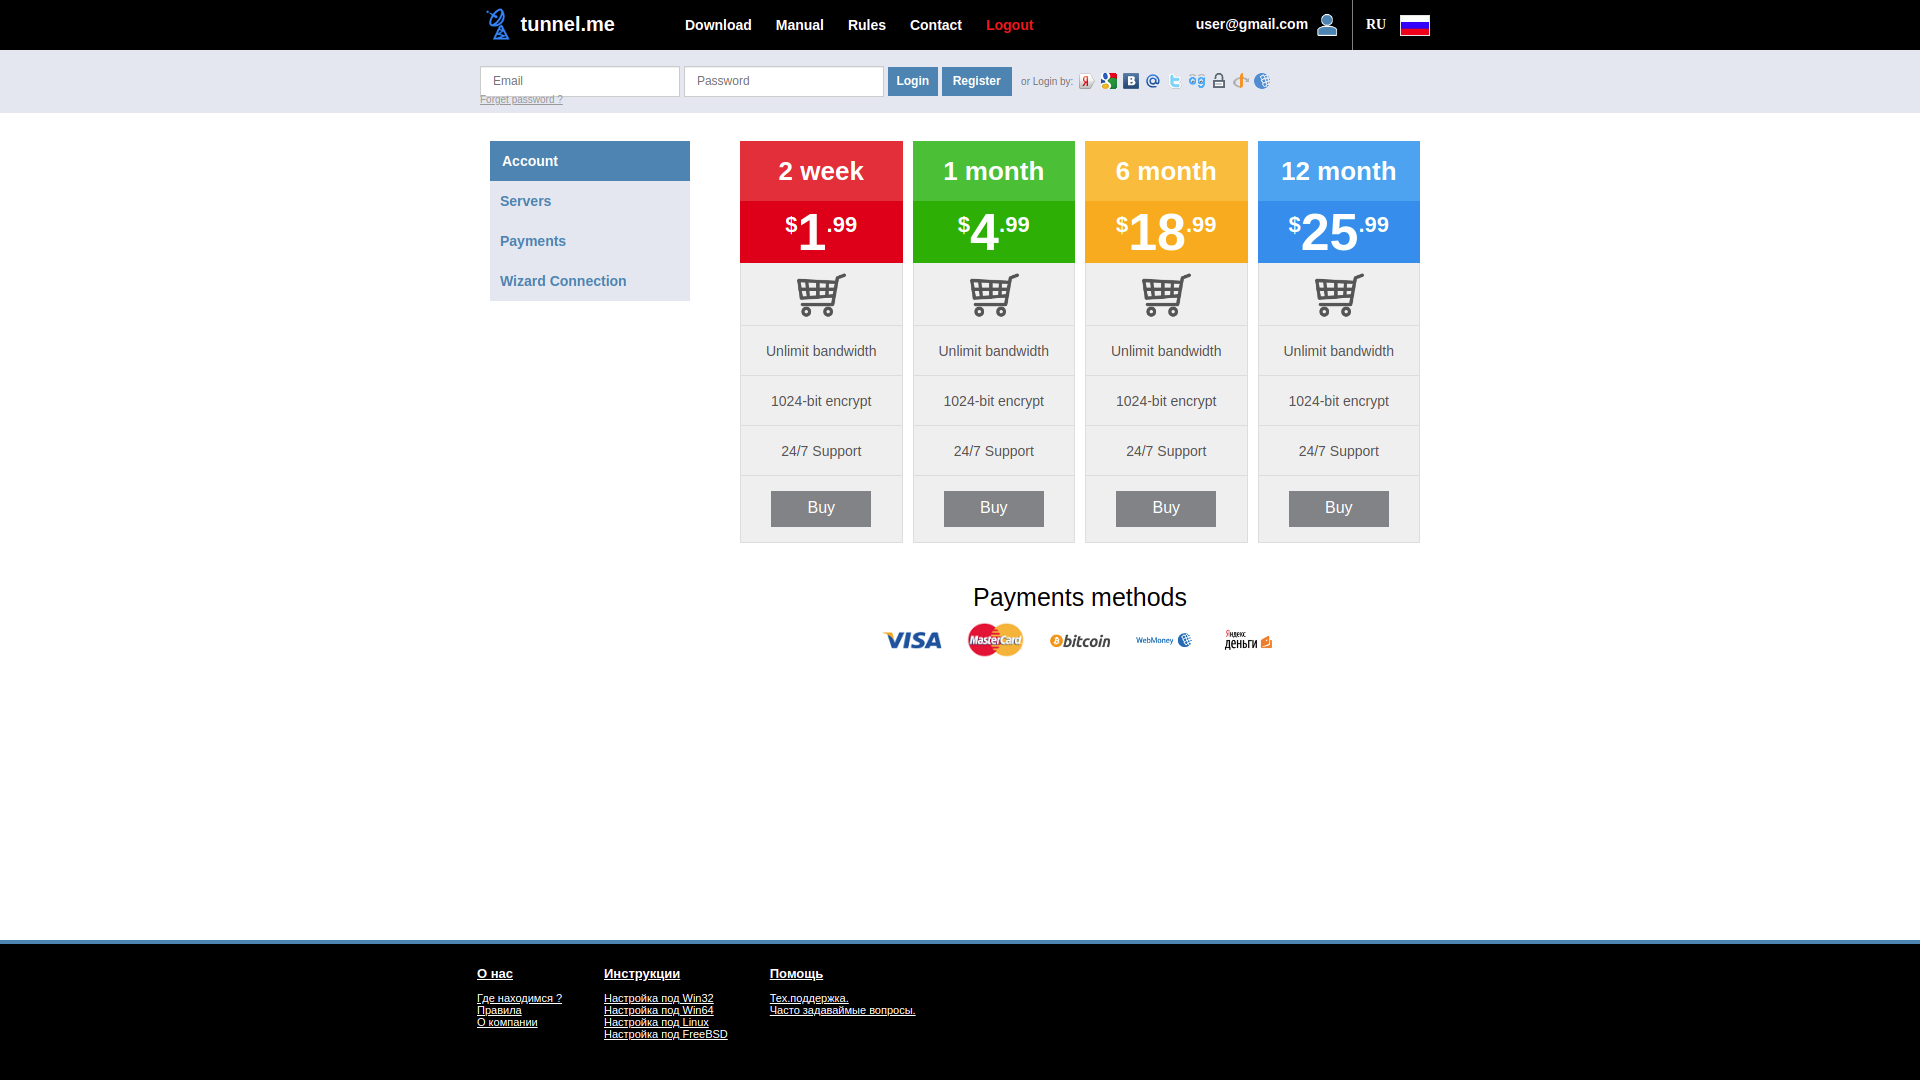 tunnel.me
Download Manual Rules Contact Logout
user@gmail.com
RU
Email Password Login Register or Login by:
Forget password ?
Account
Servers
Payments
Wizard Connection
2 week 1 month 6 month 12 month
$1.99 $4.99 $18.99 $25.99
Unlimit bandwidth Unlimit bandwidth Unlimit bandwidth Unlimit bandwidth
1024-bit encrypt 1024-bit encrypt 1024-bit encrypt 1024-bit encrypt
24/7 Support 24/7 Support 24/7 Support 24/7 Support
Buy Buy Buy Buy
Payments methods
VISA MasterCard bitcoin WebMoney Яндекс деньги
О нас
Где находимся ?
Правила
О компании
Инструкции
Настройка под Win32
Настройка под Win64
Настройка под Linux
Настройка под FreeBSD
Помощь
Тех.поддержка.
Часто задаваймые вопросы.